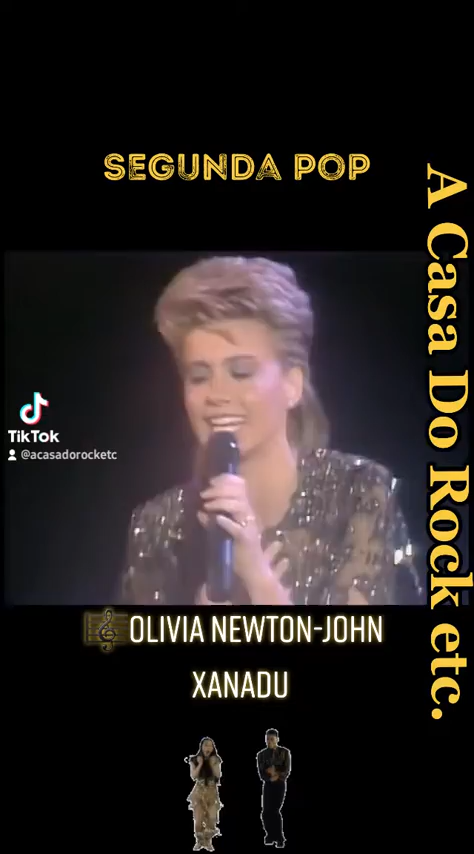 SEGUNDA POP
A Casa Do Rock etc.
TikTok
@acasadorocketc
OLIVIA NEWTON-JOHN
XANADU